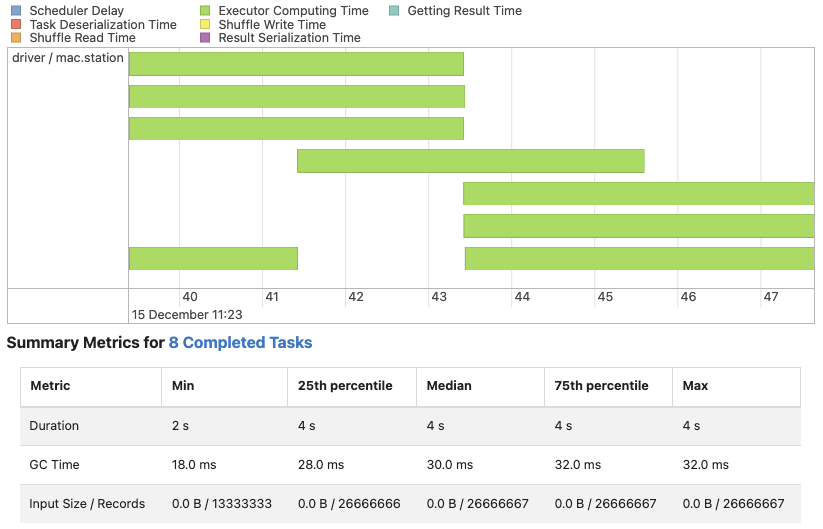 Scheduler Delay Executor Computing Time Getting Result Time
Task Deserialization Time Shuffle Write Time
Shuffle Read Time Result Serialization Time
driver / mac.station
40 41 42 43 44 45 46 47
15 December 11:23
Summary Metrics for 8 Completed Tasks
Metric Min 25th percentile Median 75th percentile Max
Duration 2 s 4 s 4 s 4 s 4 s
GC Time 18.0 ms 28.0 ms 30.0 ms 32.0 ms 32.0 ms
Input Size / Records 0.0 B / 13333333 0.0 B / 26666666 0.0 B / 26666667 0.0 B / 26666667 0.0 B / 26666667